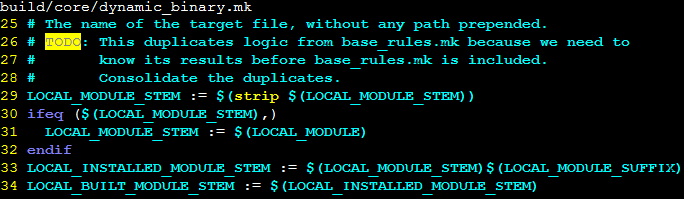 build/core/dynamic_binary.mk
25 # The name of the target file, without any path prepended.
26 # TODO: This duplicates logic from base_rules.mk because we need to
27 #       know its results before base_rules.mk is included.
28 #       Consolidate the duplicates.
29 LOCAL_MODULE_STEM := $(strip $(LOCAL_MODULE_STEM))
30 ifeq ($(LOCAL_MODULE_STEM),)
31   LOCAL_MODULE_STEM := $(LOCAL_MODULE)
32 endif
33 LOCAL_INSTALLED_MODULE_STEM := $(LOCAL_MODULE_STEM)$(LOCAL_MODULE_SUFFIX)
34 LOCAL_BUILT_MODULE_STEM := $(LOCAL_INSTALLED_MODULE_STEM)